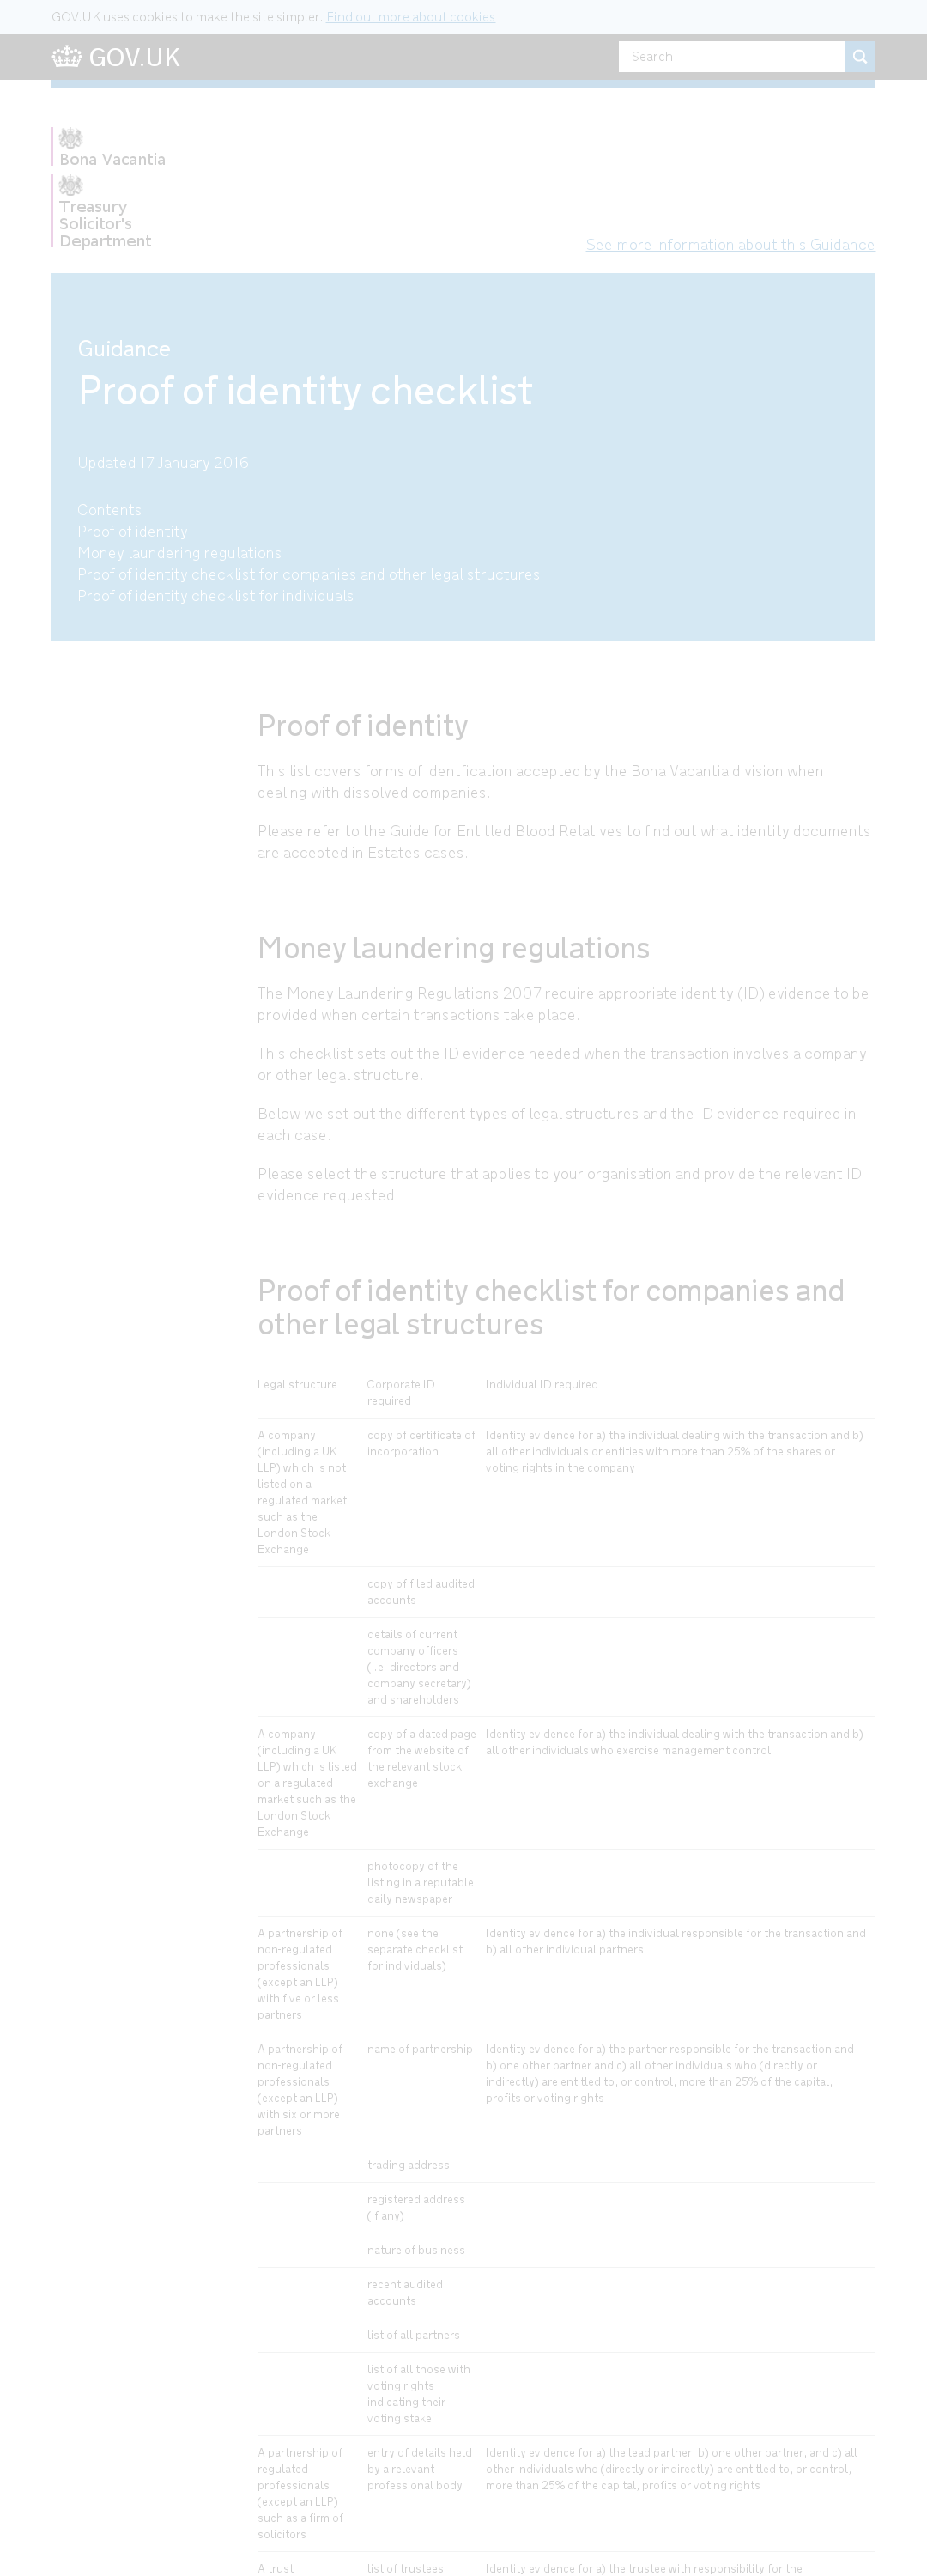 GOV.UK uses cookies to make the site simpler. Find out more about cookies
GOV.UK
Search
Bona Vacantia
Treasury
Solicitor's
Department
See more information about this Guidance
Guidance
Proof of identity checklist
Updated 17 January 2016
Contents
Proof of identity
Money laundering regulations
Proof of identity checklist for companies and other legal structures
Proof of identity checklist for individuals
Proof of identity
This list covers forms of identfication accepted by the Bona Vacantia division when
dealing with dissolved companies.
Please refer to the Guide for Entitled Blood Relatives to find out what identity documents
are accepted in Estates cases.
Money laundering regulations
The Money Laundering Regulations 2007 require appropriate identity (ID) evidence to be
provided when certain transactions take place.
This checklist sets out the ID evidence needed when the transaction involves a company,
or other legal structure.
Below we set out the different types of legal structures and the ID evidence required in
each case.
Please select the structure that applies to your organisation and provide the relevant ID
evidence requested.
Proof of identity checklist for companies and
other legal structures
Legal structure
Corporate ID
required
Individual ID required
A company
(including a UK
LLP) which is not
listed on a
regulated market
such as the
London Stock
Exchange
copy of certificate of
incorporation
Identity evidence for a) the individual dealing with the transaction and b)
all other individuals or entities with more than 25% of the shares or
voting rights in the company
copy of filed audited
accounts
details of current
company officers
(i.e. directors and
company secretary)
and shareholders
A company
(including a UK
LLP) which is listed
on a regulated
market such as the
London Stock
Exchange
copy of a dated page
from the website of
the relevant stock
exchange
Identity evidence for a) the individual dealing with the transaction and b)
all other individuals who exercise management control
photocopy of the
listing in a reputable
daily newspaper
A partnership of
non-regulated
professionals
(except an LLP)
with five or less
partners
none (see the
separate checklist
for individuals)
Identity evidence for a) the individual responsible for the transaction and
b) all other individual partners
A partnership of
non-regulated
professionals
(except an LLP)
with six or more
partners
name of partnership
Identity evidence for a) the partner responsible for the transaction and
b) one other partner and c) all other individuals who (directly or
indirectly) are entitled to, or control, more than 25% of the capital,
profits or voting rights
trading address
registered address
(if any)
nature of business
recent audited
accounts
list of all partners
list of all those with
voting rights
indicating their
voting stake
A partnership of
regulated
professionals
(except an LLP)
such as a firm of
solicitors
entry of details held
by a relevant
professional body
Identity evidence for a) the lead partner, b) one other partner, and c) all
other individuals who (directly or indirectly) are entitled to, or control,
more than 25% of the capital, profits or voting rights
A trust
list of trustees
Identity evidence for a) the trustee with responsibility for the